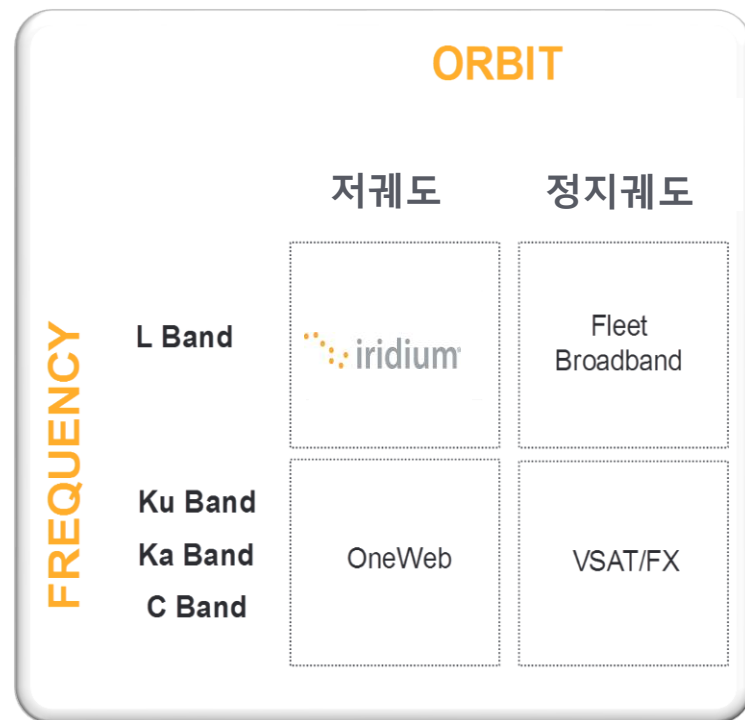 ORBIT
저궤도
정지궤도
FREQUENCY
L Band
iridium
Fleet
Broadband
Ku Band
Ka Band
C Band
OneWeb
VSAT/FX